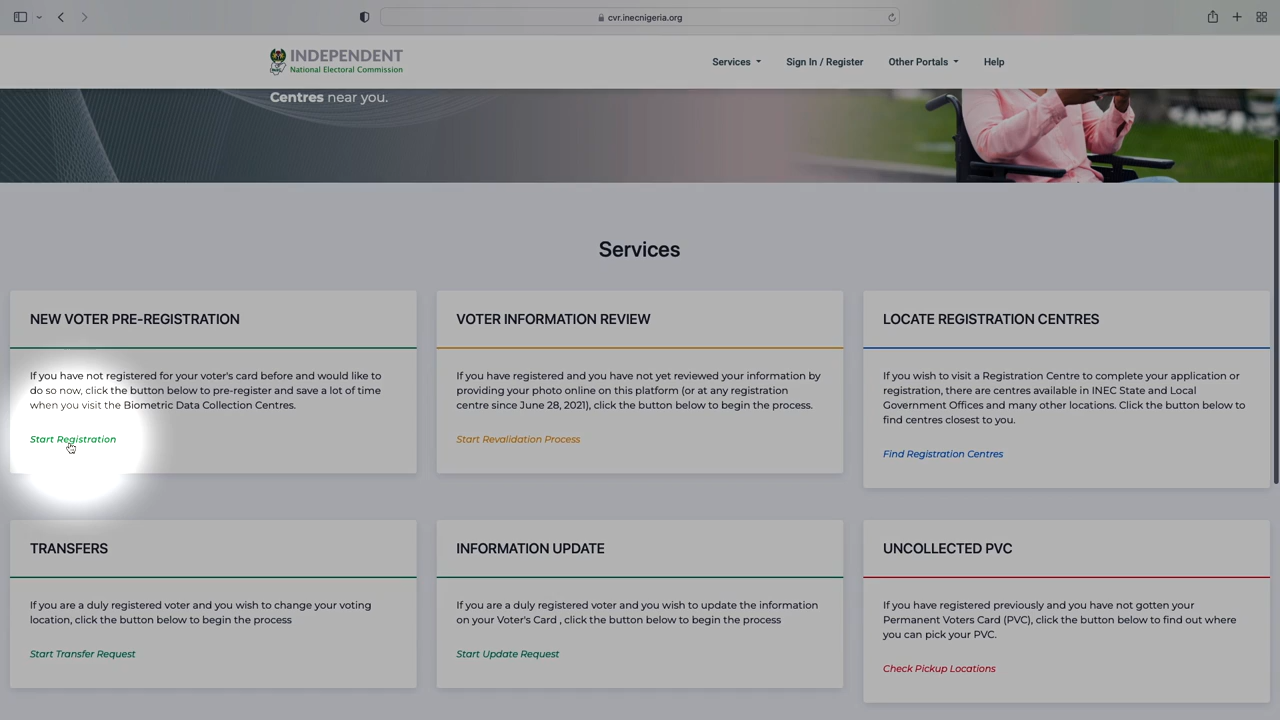 cvr.inecnigeria.org
INDEPENDENT
National Electoral Commission
Services
Sign In / Register
Other Portals
Help
Centres near you.
Services
NEW VOTER PRE-REGISTRATION
If you have not registered for your voter's card before and would like to
do so now, click the button below to pre-register and save a lot of time
when you visit the Biometric Data Collection Centres.
Start Registration
VOTER INFORMATION REVIEW
If you have registered and you have not yet reviewed your information by
providing your photo online on this platform (or at any registration
centre since June 28, 2021), click the button below to begin the process.
Start Revalidation Process
LOCATE REGISTRATION CENTRES
If you wish to visit a Registration Centre to complete your application or
registration, there are centres available in INEC State and Local
Government Offices and many other locations. Click the button below to
find centres closest to you.
Find Registration Centres
TRANSFERS
If you are a duly registered voter and you wish to change your voting
location, click the button below to begin the process
Start Transfer Request
INFORMATION UPDATE
If you are a duly registered voter and you wish to update the information
on your Voter's Card , click the button below to begin the process
Start Update Request
UNCOLLECTED PVC
If you have registered previously and you have not gotten your
Permanent Voters Card (PVC), click the button below to find out where
you can pick your PVC.
Check Pickup Locations